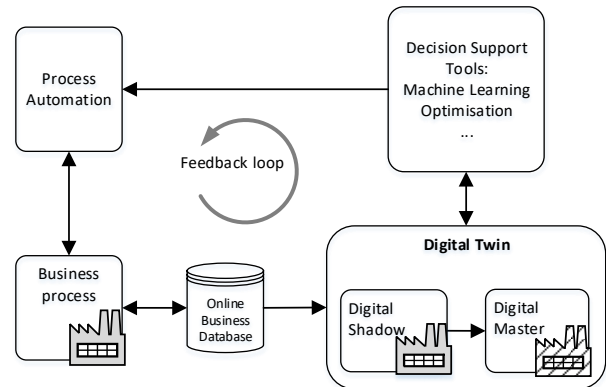 Process
Automation
Decision Support
Tools:
Machine Learning
Optimisation
...
Feedback loop
Business
process
Online
Business
Database
Digital Twin
Digital
Shadow
Digital
Master